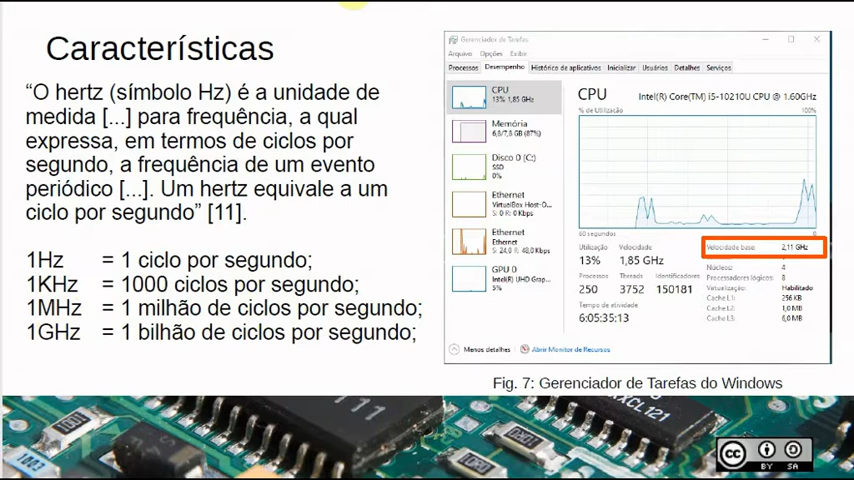 Características
“O hertz (símbolo Hz) é a unidade de
medida [...] para frequência, a qual
expressa, em termos de ciclos por
segundo, a frequência de um evento
periódico [...]. Um hertz equivale a um
ciclo por segundo” [11].
1Hz = 1 ciclo por segundo;
1KHz = 1000 ciclos por segundo;
1MHz = 1 milhão de ciclos por segundo;
1GHz = 1 bilhão de ciclos por segundo;
Gerenciador de Tarefas
Arquivo Opções Exibir
Processos Desempenho Histórico de aplicativos Inicializar Usuários Detalhes Serviços
CPU
13% 1,85 GHz
Memória
6,8/7,8 GB (87%)
Disco 0 (C:)
SSD
0%
Ethernet
VirtualBox Host-O...
S: 0 R: 0 Kbps
Ethernet
Ethernet
S: 24,0 R: 48,0 Kbps
GPU 0
Intel(R) UHD Grap...
5%
CPU Intel(R) Core(TM) i5-10210U CPU @ 1.60GHz
% de Utilização 100%
60 segundos 0
Utilização Velocidade
13% 1,85 GHz
Processos Threads Identificadores
250 3752 150181
Tempo de atividade
6:05:35:13
Velocidade base: 2,11 GHz
Núcleos: 4
Processadores lógicos: 8
Virtualização: Habilitado
Cache L1: 256 KB
Cache L2: 1,0 MB
Cache L3: 6,0 MB
Menos detalhes Abrir Monitor de Recursos
Fig. 7: Gerenciador de Tarefas do Windows
1001
1003
11
XCL121
0501
1020
cc
BY SA